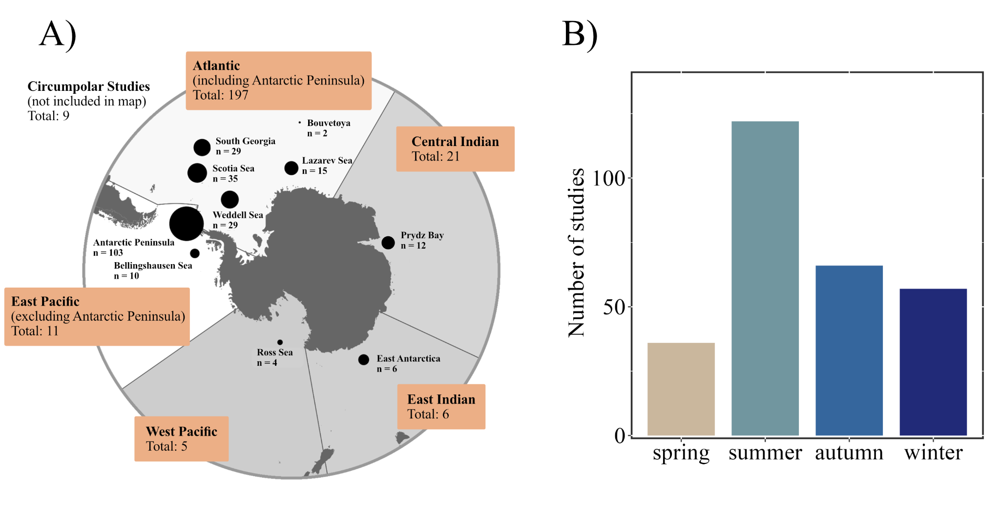 A)
Atlantic
(including Antarctic Peninsula)
Total: 197
Circumpolar Studies
(not included in map)
Total: 9
Bouvetøya
n = 2
Central Indian
Total: 21
South Georgia
n = 29
Lazarev Sea
n = 15
Scotia Sea
n = 35
Weddell Sea
n = 29
Prydz Bay
n = 12
Antarctic Peninsula
n = 103
Bellingshausen Sea
n = 10
East Pacific
(excluding Antarctic Peninsula)
Total: 11
Ross Sea
n = 4
East Antarctica
n = 6
East Indian
Total: 6
West Pacific
Total: 5
B)
Number of studies
100
50
0
spring summer autumn winter